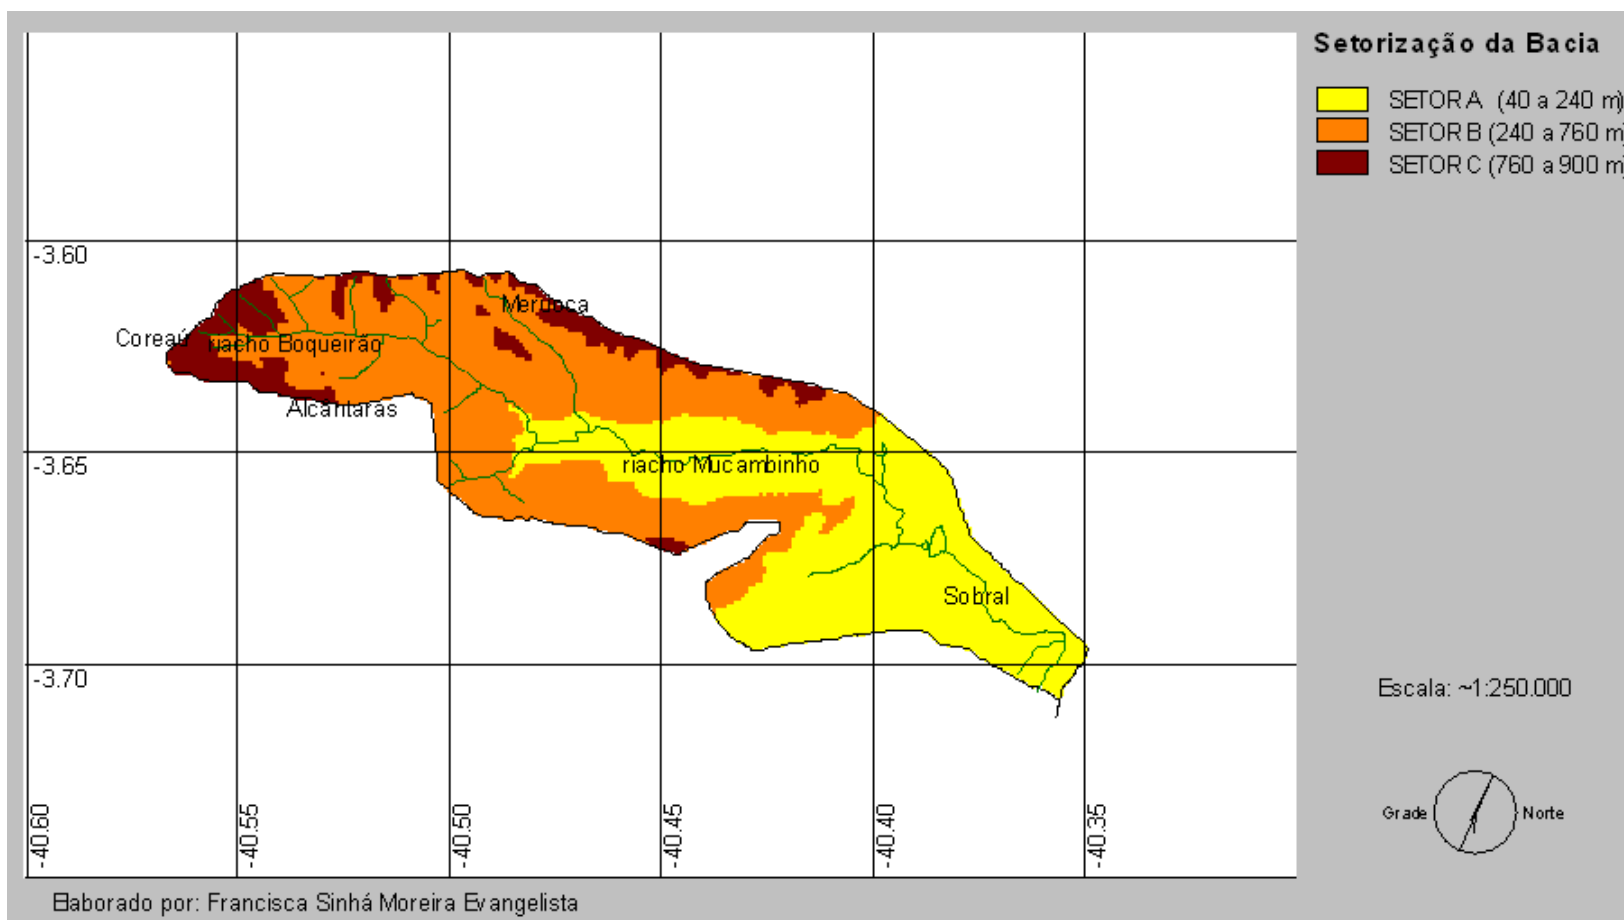 Setorização da Bacia
SETOR A (40 a 240 m)
SETOR B (240 a 760 m)
SETOR C (760 a 900 m)
-3.60
Merdoca
Coreaú
riacho Boqueirão
Alcântaras
-3.65
riacho Mucambinho
Sobral
-3.70
Escala: ~1:250.000
-40.60
-40.55
-40.50
-40.45
-40.40
-40.35
Grade
Norte
Elaborado por: Francisca Sinhá Moreira Evangelista